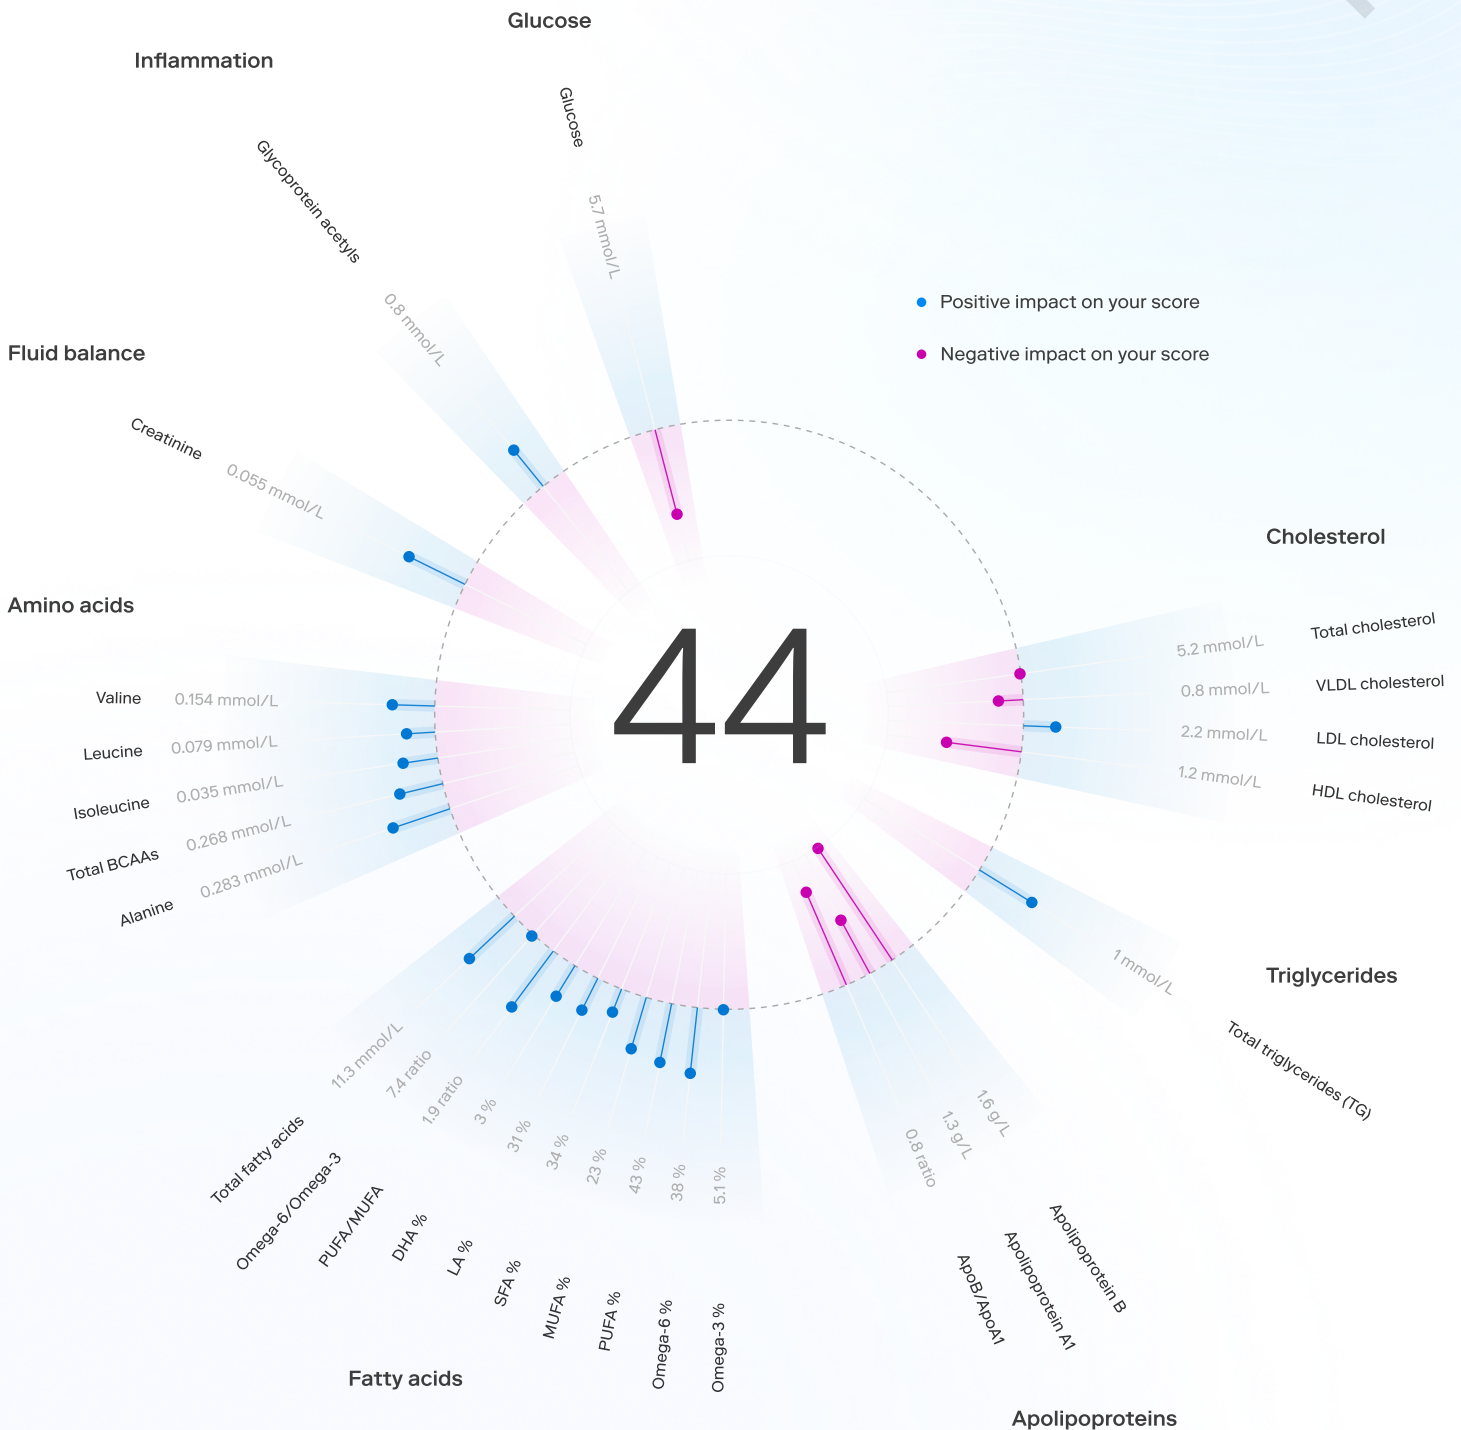 Glucose
Glucose
5.7 mmol/L
Inflammation
Glycoprotein acetyls
0.8 mmol/L
Positive impact on your score
Negative impact on your score
Fluid balance
Creatinine
0.055 mmol/L
Amino acids
Valine 0.154 mmol/L
Leucine 0.079 mmol/L
Isoleucine 0.035 mmol/L
Total BCAAs 0.268 mmol/L
Alanine 0.283 mmol/L
44
Cholesterol
5.2 mmol/L Total cholesterol
0.8 mmol/L VLDL cholesterol
2.2 mmol/L LDL cholesterol
1.2 mmol/L HDL cholesterol
Triglycerides
1 mmol/L
Total triglycerides (TG)
11.3 mmol/L
Total fatty acids
7.4 ratio
Omega-6/Omega-3
1.9 ratio
PUFA/MUFA
3 %
DHA %
31 %
LA %
34 %
SFA %
23 %
MUFA %
43 %
PUFA %
38 %
Omega-6 %
5.1 %
Omega-3 %
Fatty acids
0.8 ratio
ApoB/ApoA1
1.3 g/L
Apolipoprotein A1
1.6 g/L
Apolipoprotein B
Apolipoproteins